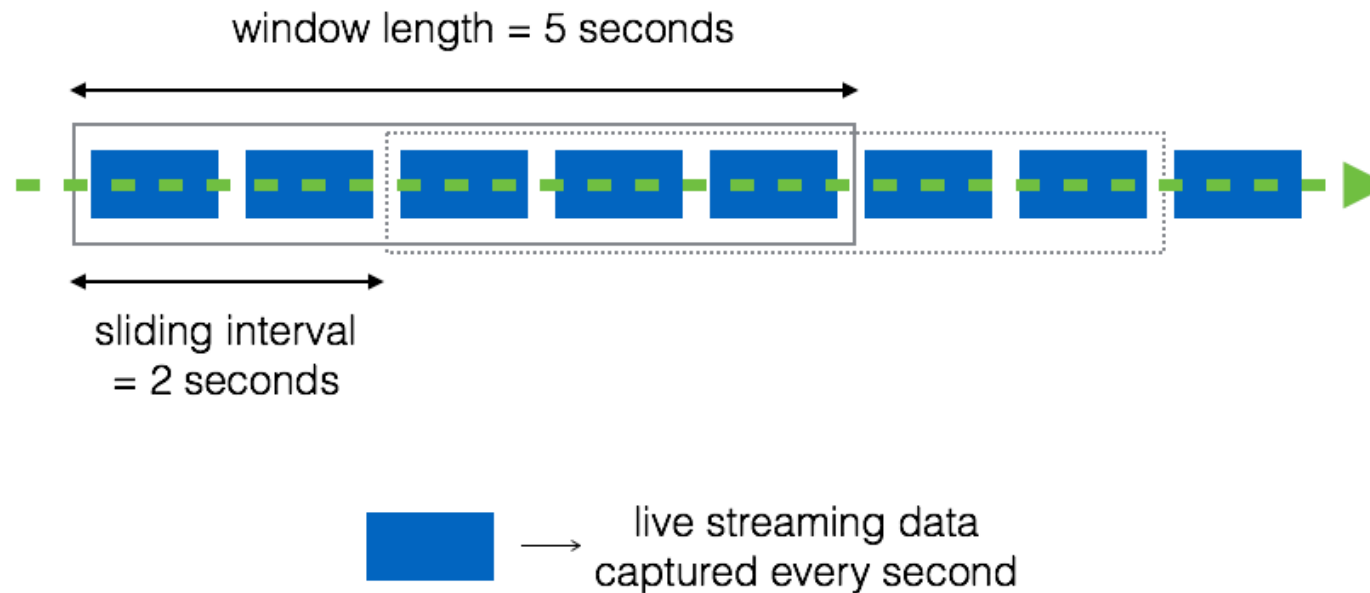 window length = 5 seconds
sliding interval
= 2 seconds
live streaming data
captured every second